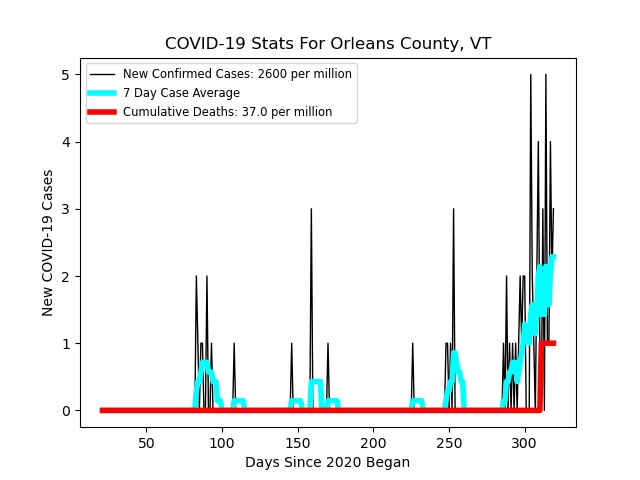 COVID-19 Stats For Orleans County, VT
New Confirmed Cases: 2600 per million
7 Day Case Average
Cumulative Deaths: 37.0 per million
5
4
3
2
1
0
New COVID-19 Cases
50 100 150 200 250 300
Days Since 2020 Began